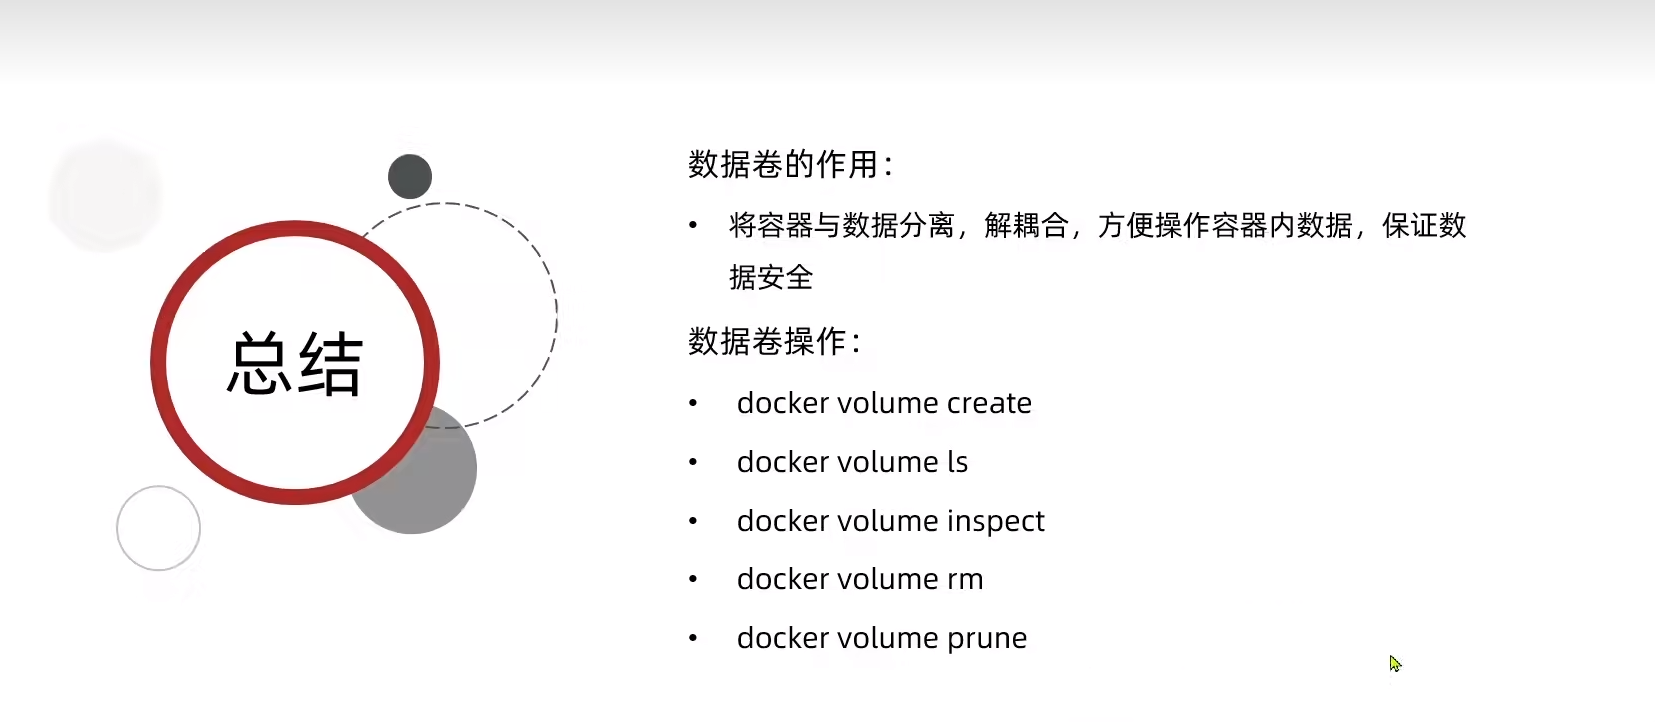 总结
数据卷的作用：
• 将容器与数据分离，解耦合，方便操作容器内数据，保证数
据安全
数据卷操作：
• docker volume create
• docker volume ls
• docker volume inspect
• docker volume rm
• docker volume prune